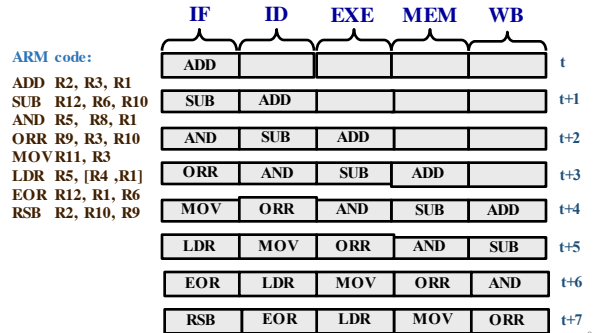 IF ID EXE MEM WB
ARM code:
ADD R2, R3, R1
SUB R12, R6, R10
AND R5, R8, R1
ORR R9, R3, R10
MOV R11, R3
LDR R5, [R4 ,R1]
EOR R12, R1, R6
RSB R2, R10, R9
ADD t
SUB ADD t+1
AND SUB ADD t+2
ORR AND SUB ADD t+3
MOV ORR AND SUB ADD t+4
LDR MOV ORR AND SUB t+5
EOR LDR MOV ORR AND t+6
RSB EOR LDR MOV ORR t+7